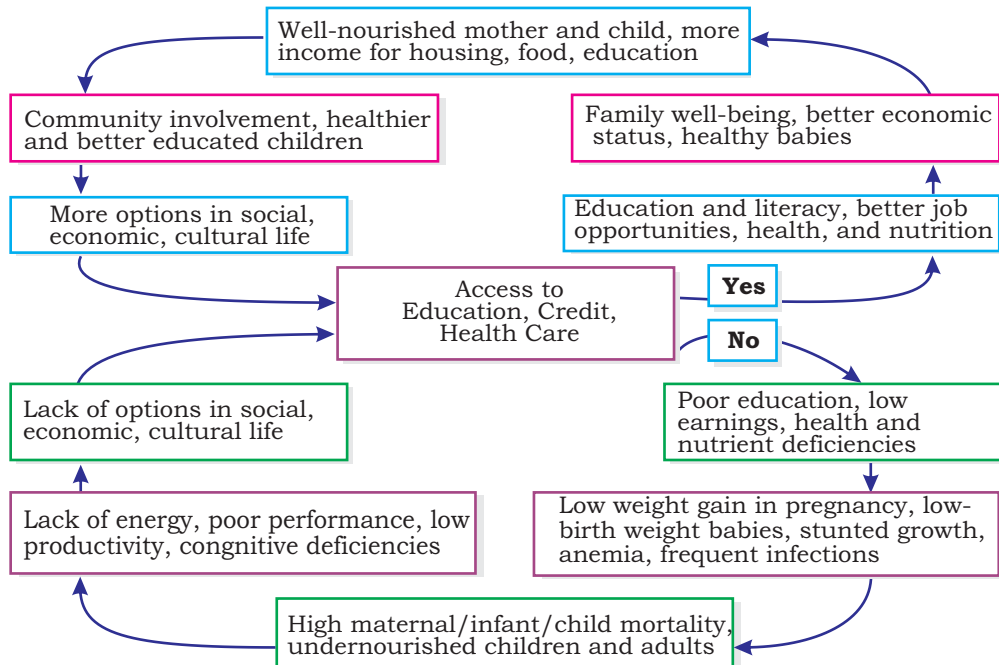 Well-nourished mother and child, more
income for housing, food, education
Community involvement, healthier
and better educated children
Family well-being, better economic
status, healthy babies
More options in social,
economic, cultural life
Education and literacy, better job
opportunities, health, and nutrition
Access to
Education, Credit,
Health Care
Yes
No
Lack of options in social,
economic, cultural life
Poor education, low
earnings, health and
nutrient deficiencies
Lack of energy, poor performance, low
productivity, congnitive deficiencies
Low weight gain in pregnancy, low-
birth weight babies, stunted growth,
anemia, frequent infections
High maternal/infant/child mortality,
undernourished children and adults